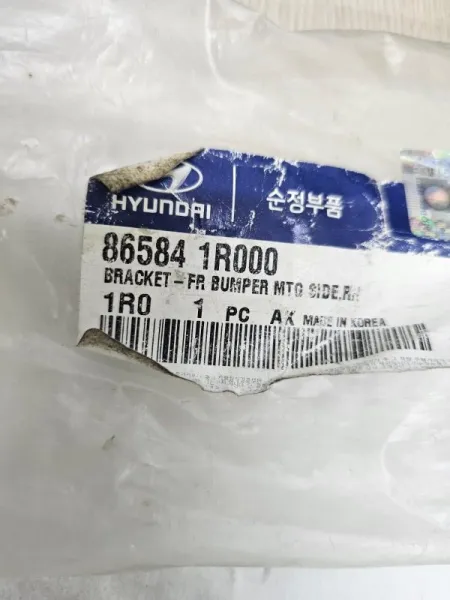 HYUNDAI
순정부품
86584 1R000
BRACKET-FR BUMPER MTG SIDE,RH
1R0 1 PC AX MADE IN KOREA